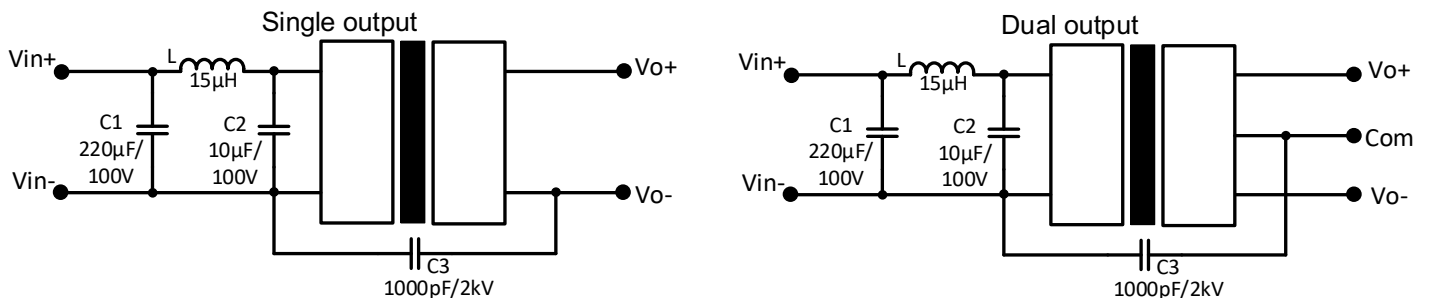 Single output
Vin+
L
15µH
C1
220µF/
100V
C2
10µF/
100V
Vin-
Vo+
Vo-
C3
1000pF/2kV
Dual output
Vin+
L
15µH
C1
220µF/
100V
C2
10µF/
100V
Vin-
Vo+
Com
Vo-
C3
1000pF/2kV